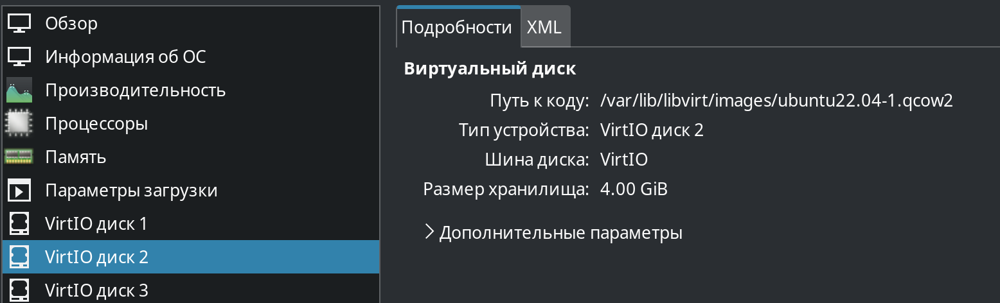 Обзор
Информация об ОС
Производительность
Процессоры
Память
Параметры загрузки
VirtIO диск 1
VirtIO диск 2
VirtIO диск 3
Подробности XML
Виртуальный диск
Путь к коду: /var/lib/libvirt/images/ubuntu22.04-1.qcow2
Тип устройства: VirtIO диск 2
Шина диска: VirtIO
Размер хранилища: 4.00 GiB
Дополнительные параметры